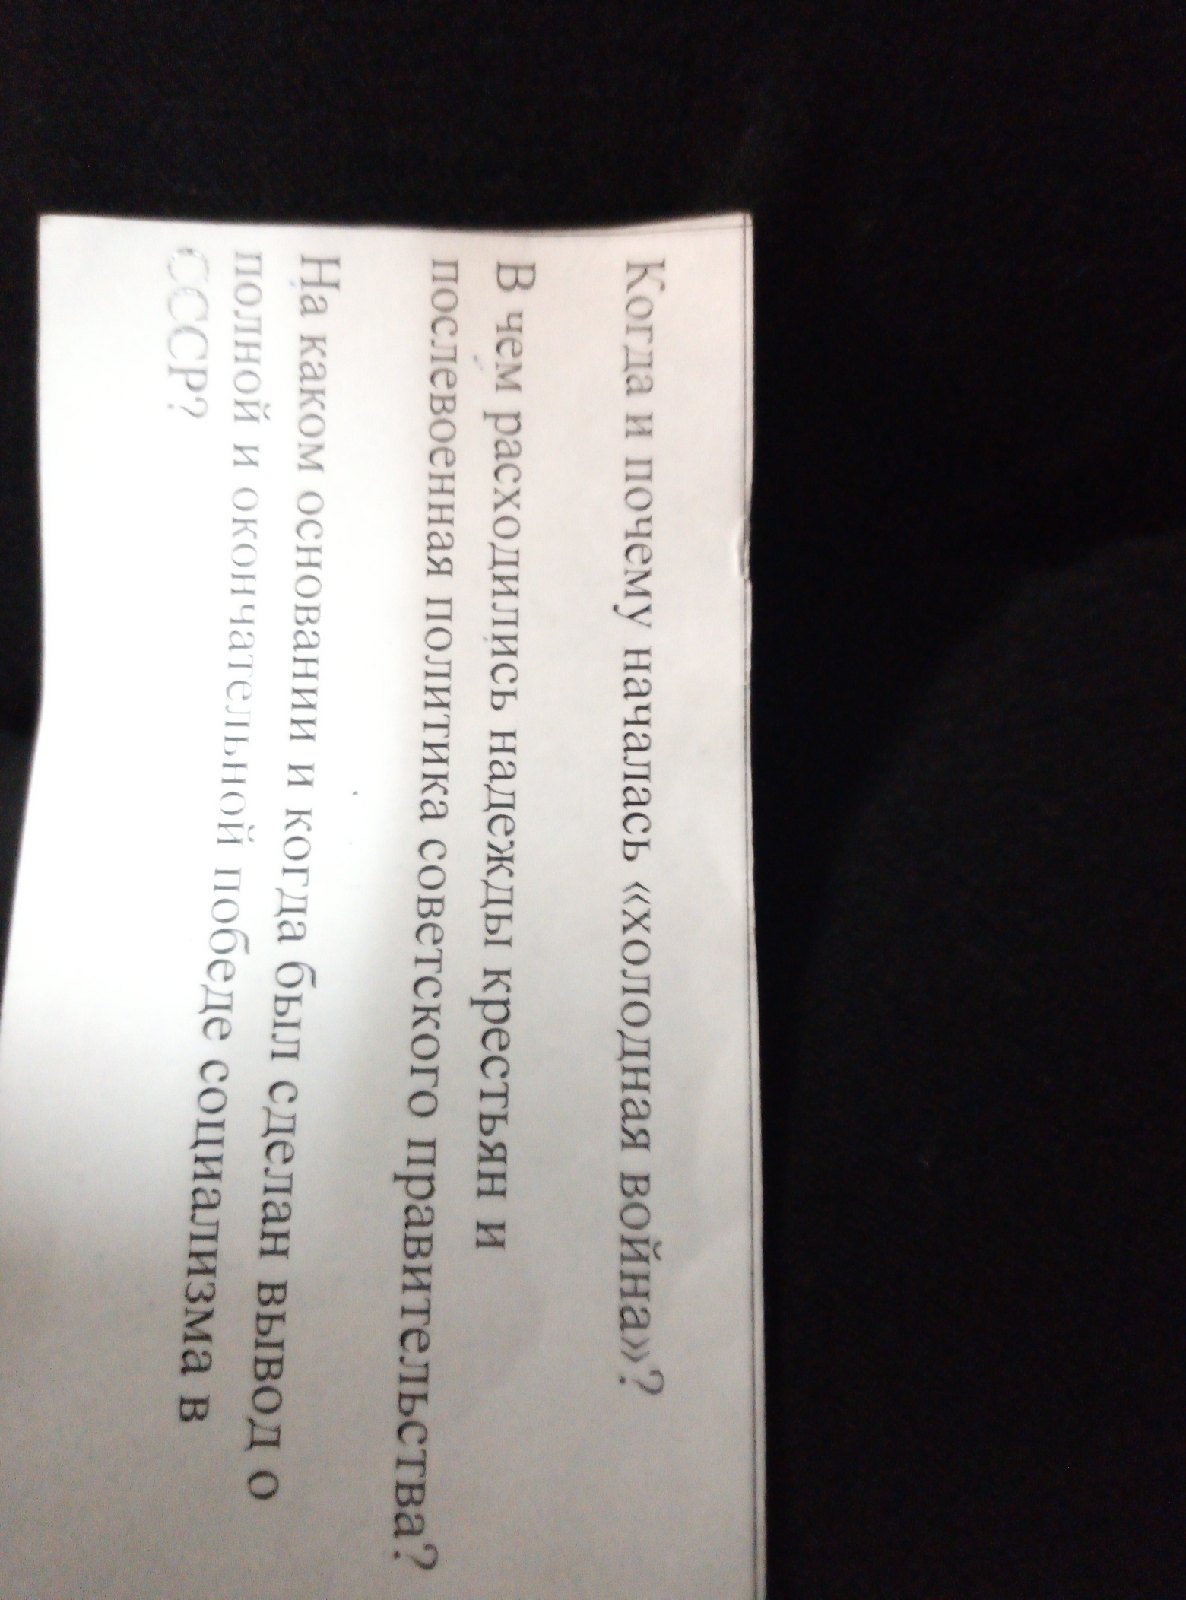 Когда и почему началась «холодная война»?
В чем расходились надежды крестьян и
послевоенная политика советского правительства?
На каком основании и когда был сделан вывод о
полной и окончательной победе социализма в
СССР?